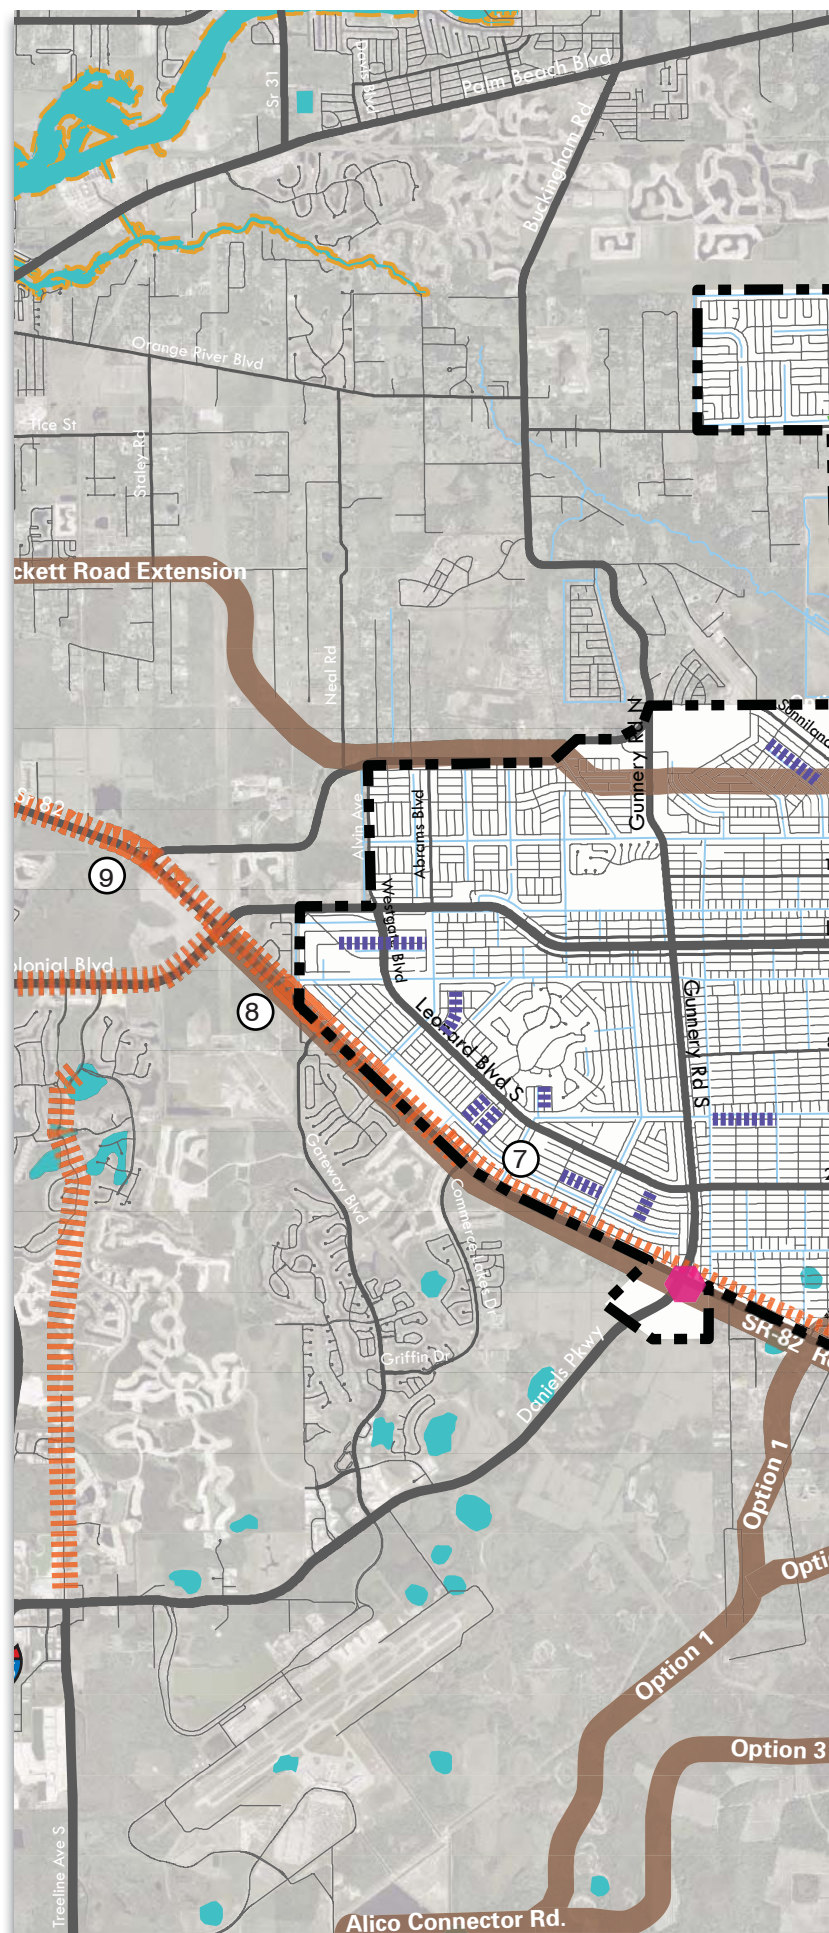 Sr 31
Palm Beach Blvd
Buckingham Rd
Orange River Blvd
Tice St
Staley Rd
ckett Road Extension
Neal Rd
Gunnery Rd N
Sunniland
Sr 82
Alvin Ave
Abrams Blvd
9
Westgate Blvd
olonial Blvd
8
Leonard Blvd S
Gunnery Rd S
7
Gateway Blvd
Commerce Lakes Dr
SR-82 R
Griffin Dr
Daniels Pkwy
Option 1
Opti
Option 1
Option 3
Treeline Ave S
Alico Connector Rd.